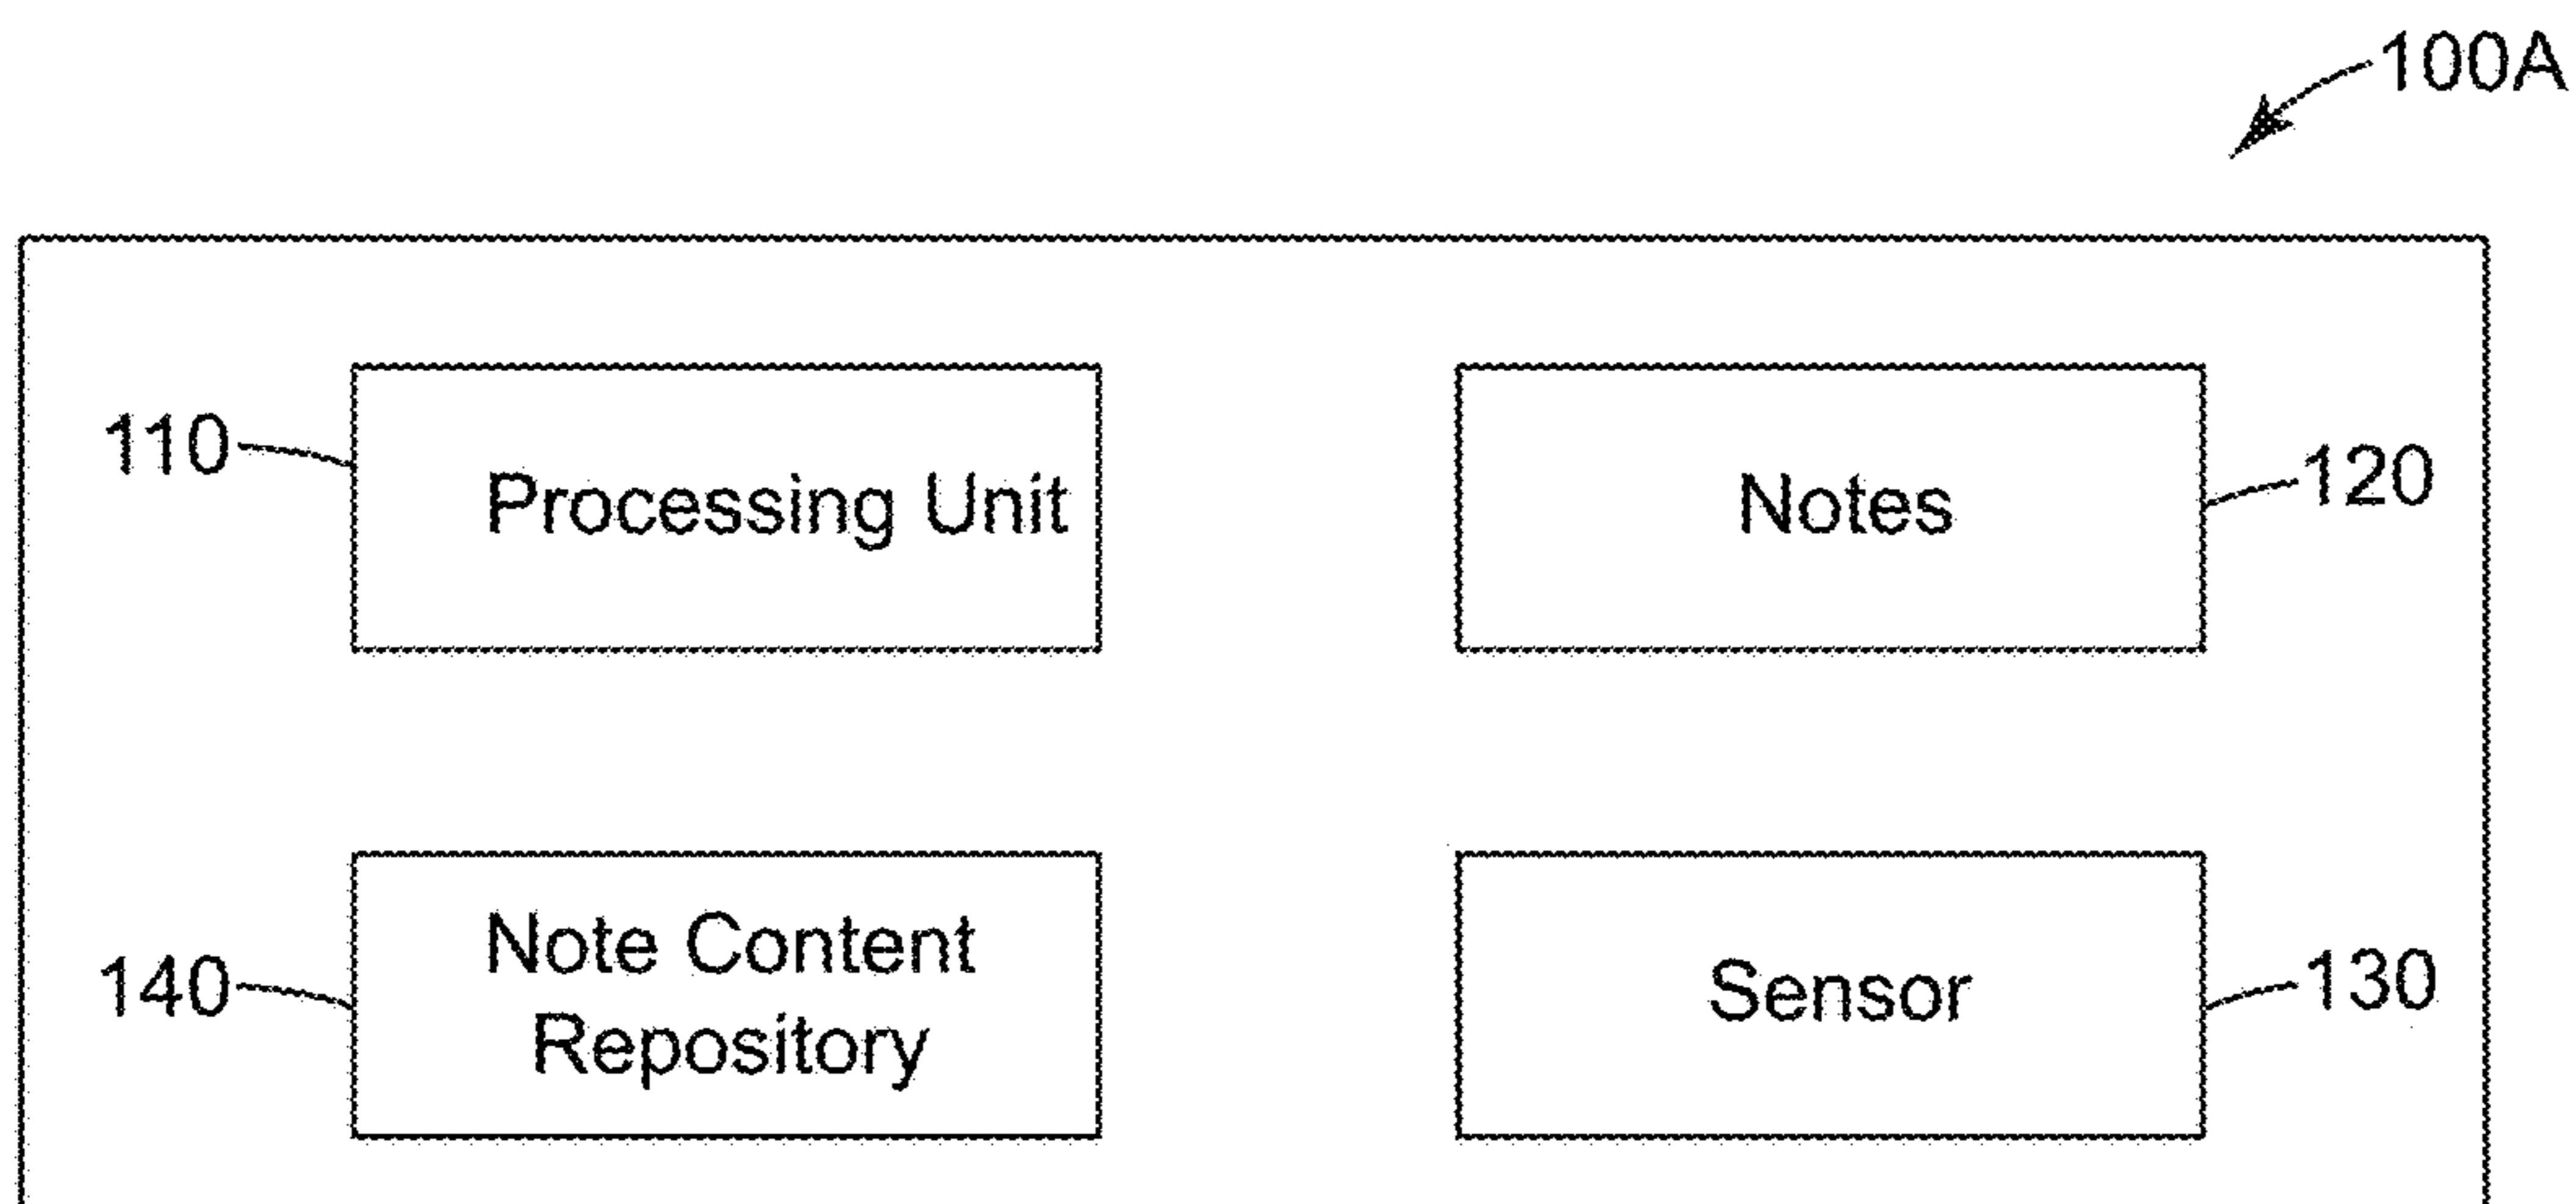 100A
110
Processing Unit
Notes
120
140
Note Content
Repository
Sensor
130